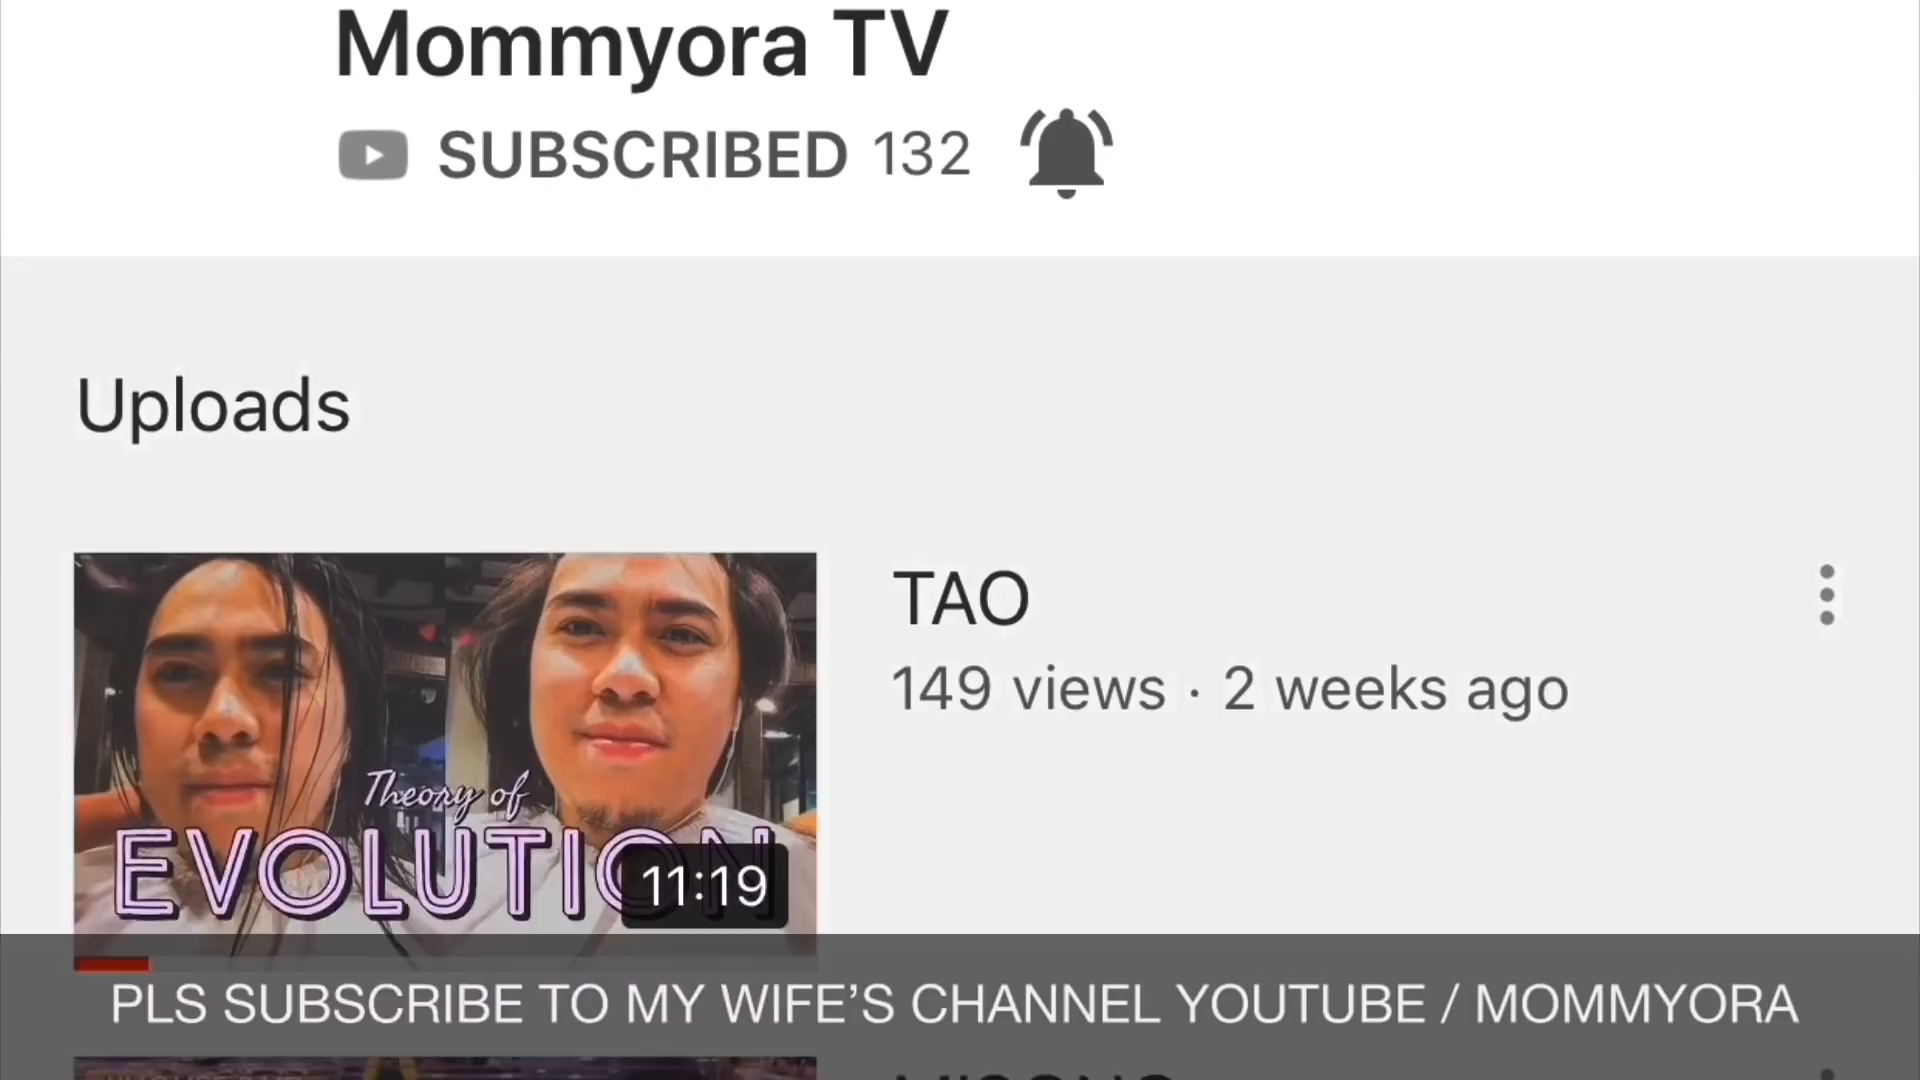 Mommyora TV
SUBSCRIBED 132
Uploads
TAO
149 views · 2 weeks ago
Theory of
EVOLUTION
11:19
PLS SUBSCRIBE TO MY WIFE’S CHANNEL YOUTUBE / MOMMYORA